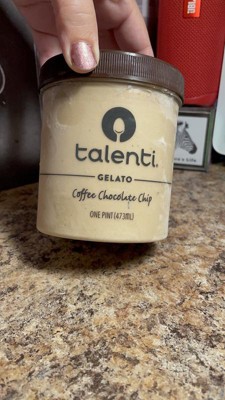 talenti.
GELATO
Coffee Chocolate Chip
ONE PINT (473mL)